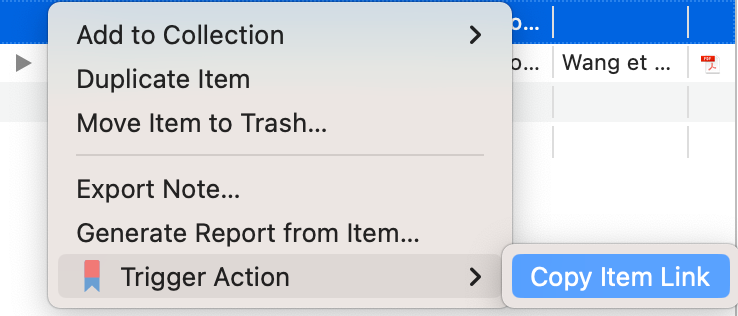 Add to Collection
o...
Duplicate Item
o... Wang et ...
Move Item to Trash...
Export Note...
Generate Report from Item...
Trigger Action
Copy Item Link